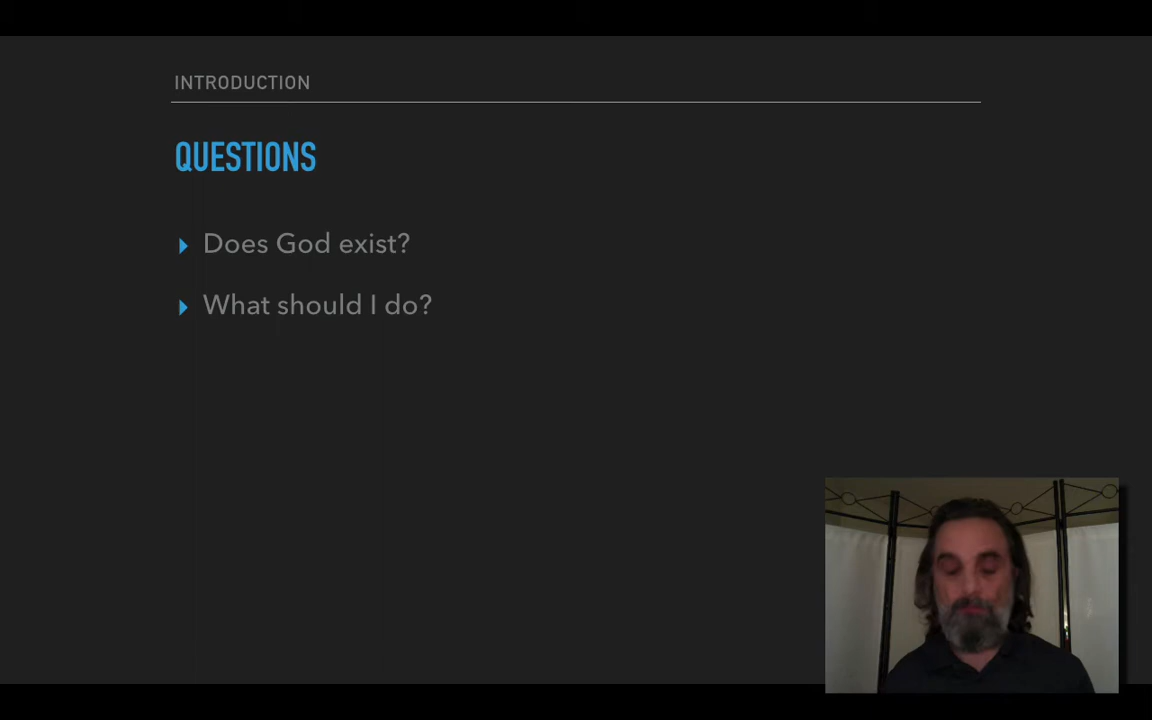 INTRODUCTION
QUESTIONS
Does God exist?
What should I do?